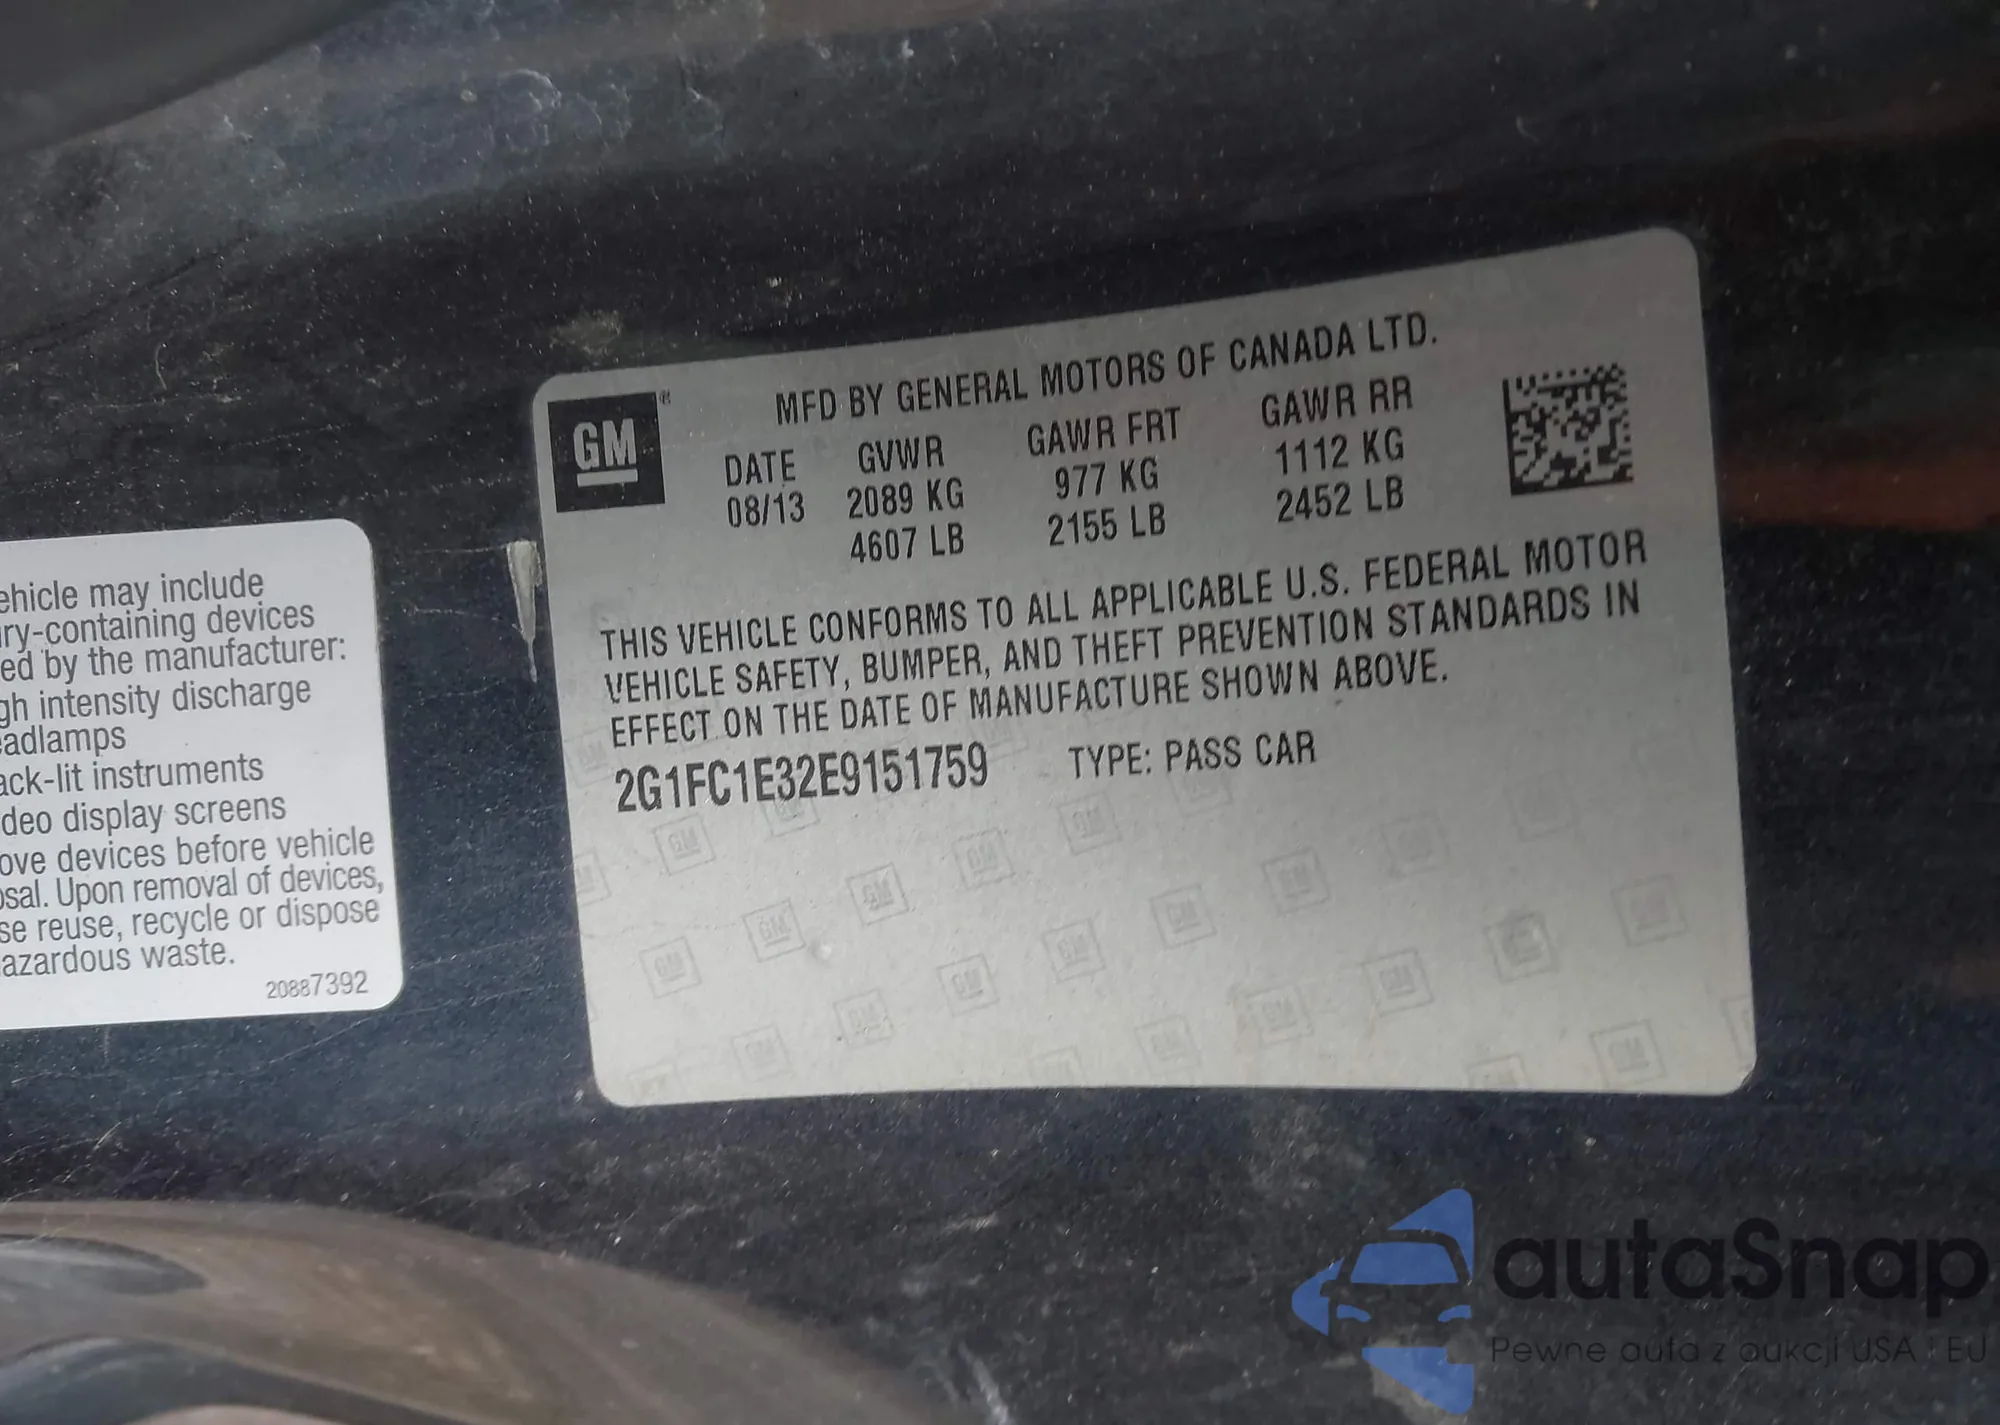 GM®
MFD BY GENERAL MOTORS OF CANADA LTD.
DATE GVWR GAWR FRT GAWR RR
08/13 2089 KG 977 KG 1112 KG
4607 LB 2155 LB 2452 LB
THIS VEHICLE CONFORMS TO ALL APPLICABLE U.S. FEDERAL MOTOR
VEHICLE SAFETY, BUMPER, AND THEFT PREVENTION STANDARDS IN
EFFECT ON THE DATE OF MANUFACTURE SHOWN ABOVE.
2G1FC1E32E9151759 TYPE: PASS CAR
ehicle may include
ry-containing devices
ed by the manufacturer:
gh intensity discharge
eadlamps
ack-lit instruments
deo display screens
ove devices before vehicle
osal. Upon removal of devices,
se reuse, recycle or dispose
azardous waste.
20887392
autaSnap
Pewne auta z aukcji USA i EU